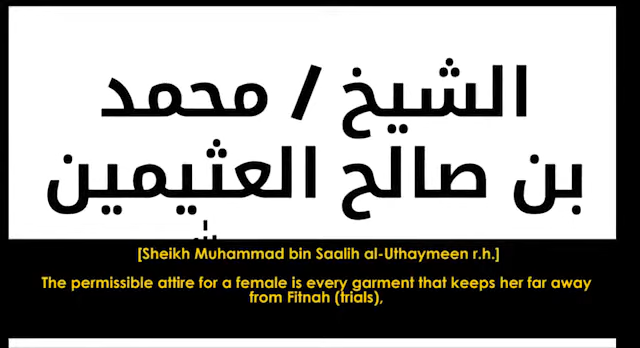 الشيخ / محمد
بن صالح العثيمين
[Sheikh Muhammad bin Saalih al-Uthaymeen r.h.]
The permissible attire for a female is every garment that keeps her far away
from Fitnah (trials),